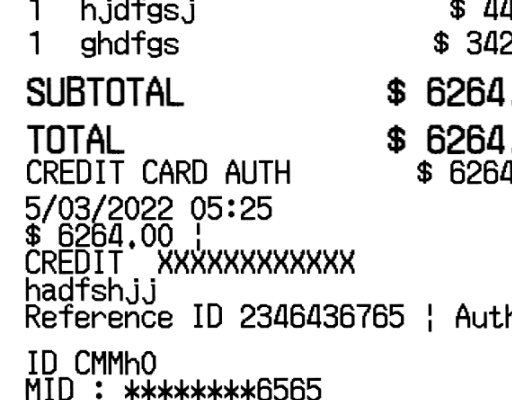 1 hjdfgsj $ 44
1 ghdfgs $ 342
SUBTOTAL $ 6264.
TOTAL $ 6264.
CREDIT CARD AUTH $ 6264
5/03/2022 05:25
$ 6264.00 ¦
CREDIT XXXXXXXXXXXX
hadfshjj
Reference ID 2346436765 ¦ Auth
ID CMMh0
MID : ********6565